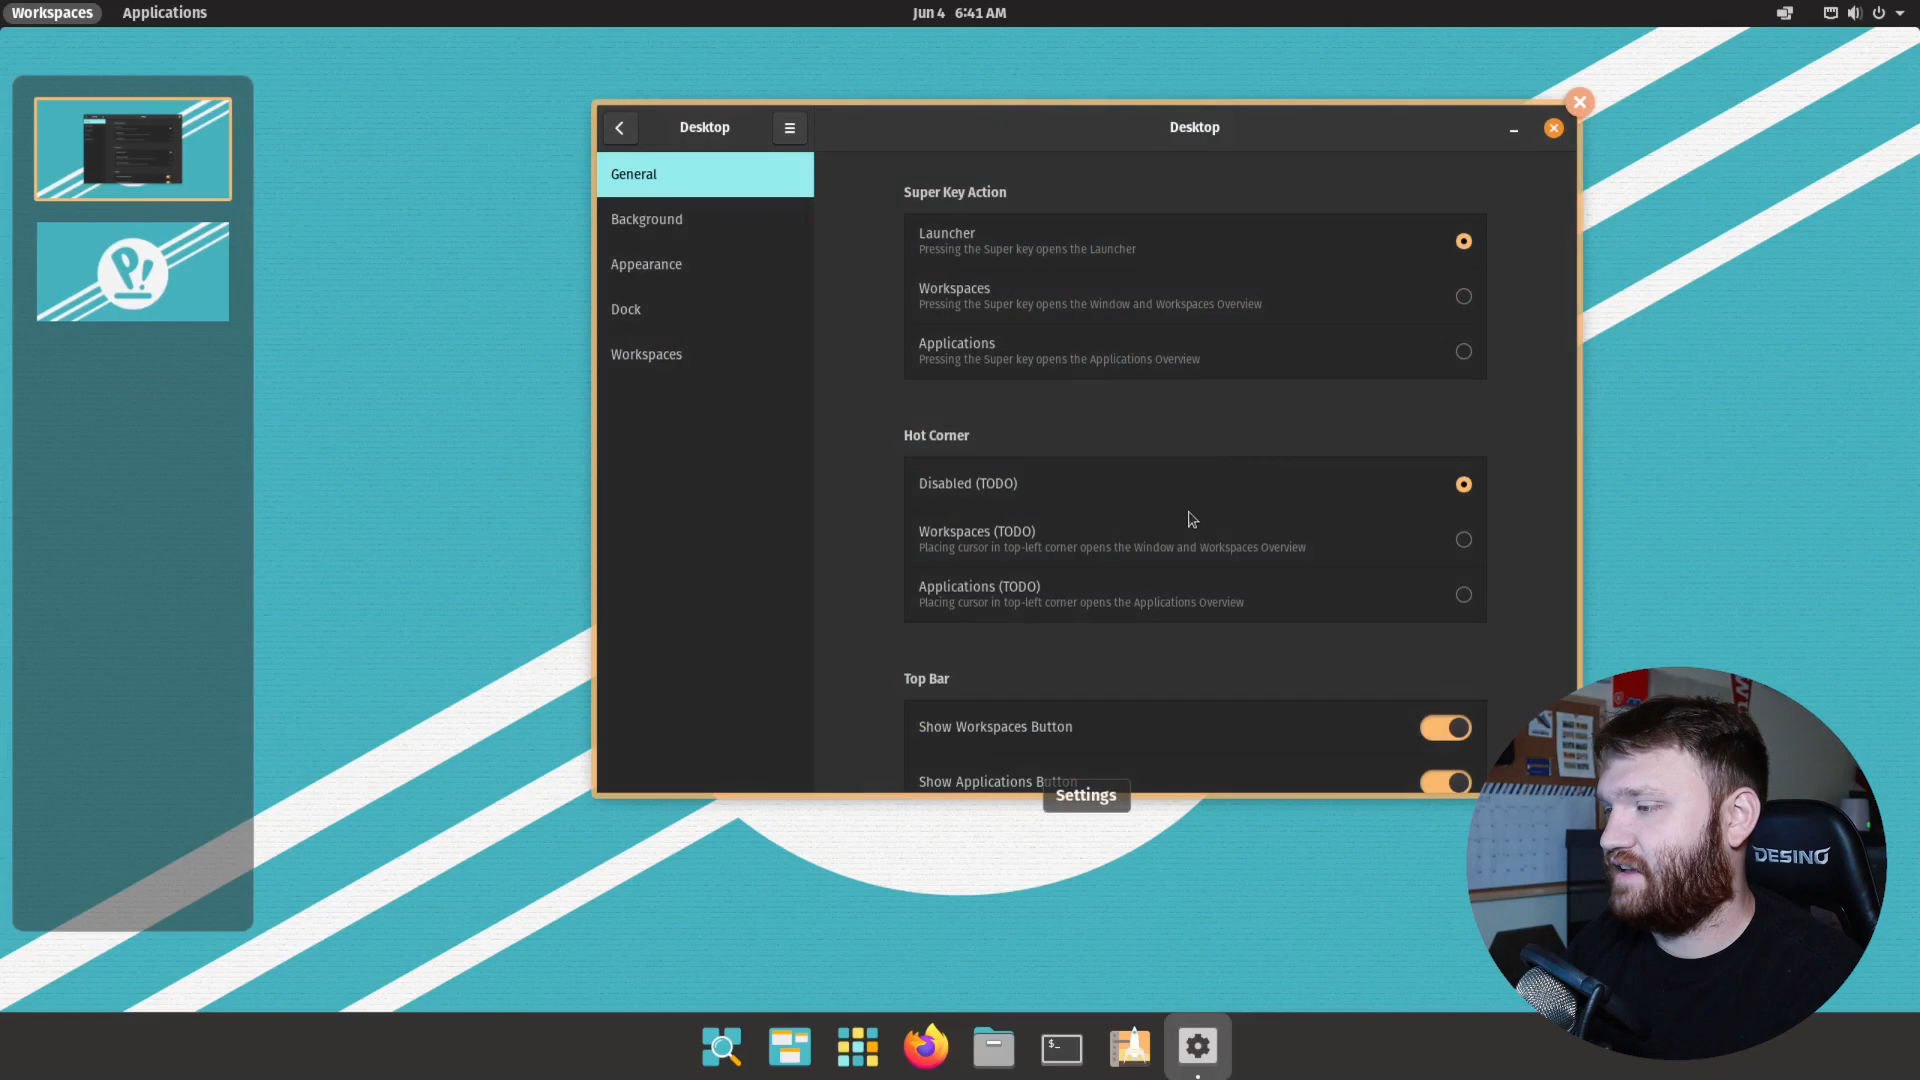 Workspaces
Applications
Jun 4 6:41 AM
P!
Desktop
Desktop
General
Background
Appearance
Dock
Workspaces
Super Key Action
Launcher
Pressing the Super key opens the Launcher
Workspaces
Pressing the Super key opens the Window and Workspaces Overview
Applications
Pressing the Super key opens the Applications Overview
Hot Corner
Disabled (TODO)
Workspaces (TODO)
Placing cursor in top-left corner opens the Window and Workspaces Overview
Applications (TODO)
Placing cursor in top-left corner opens the Applications Overview
Top Bar
Show Workspaces Button
Show Applications Button
Settings
DESINO
$_